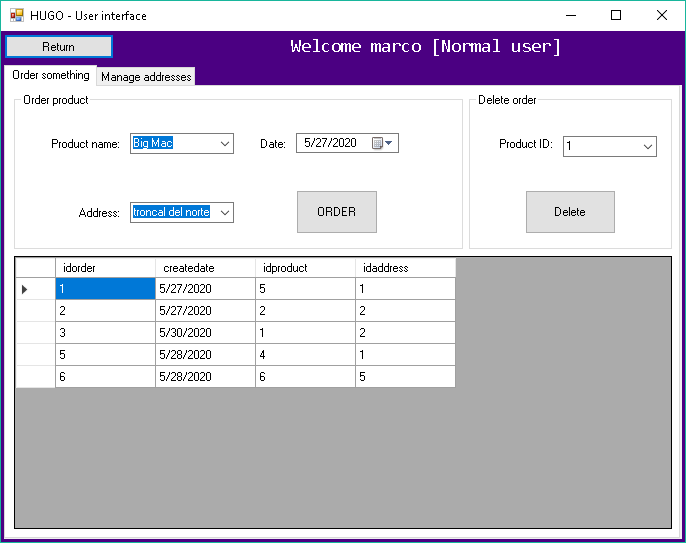 HUGO - User interface
Return
Welcome marco [Normal user]
Order something
Manage addresses
Order product
Product name:
Big Mac
Date:
5/27/2020
Address:
troncal del norte
ORDER
Delete order
Product ID:
1
Delete
idorder createdate idproduct idaddress
1 5/27/2020 5 1
2 5/27/2020 2 2
3 5/30/2020 1 2
5 5/28/2020 4 1
6 5/28/2020 6 5